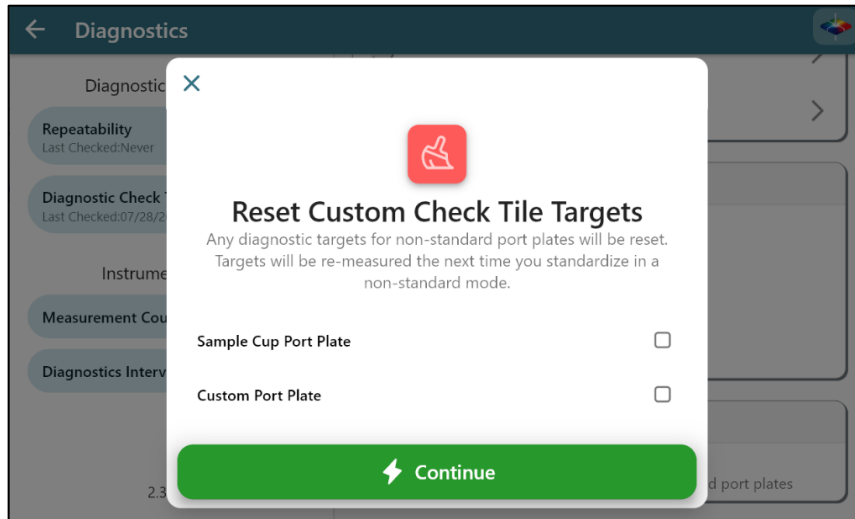 Diagnostics
Diagnostic
Repeatability
Last Checked:Never
Diagnostic Check
Last Checked:07/28/2
Instrume
Measurement Cou
Diagnostics Interv
2.3
Reset Custom Check Tile Targets
Any diagnostic targets for non-standard port plates will be reset.
Targets will be re-measured the next time you standardize in a
non-standard mode.
Sample Cup Port Plate
Custom Port Plate
Continue
d port plates